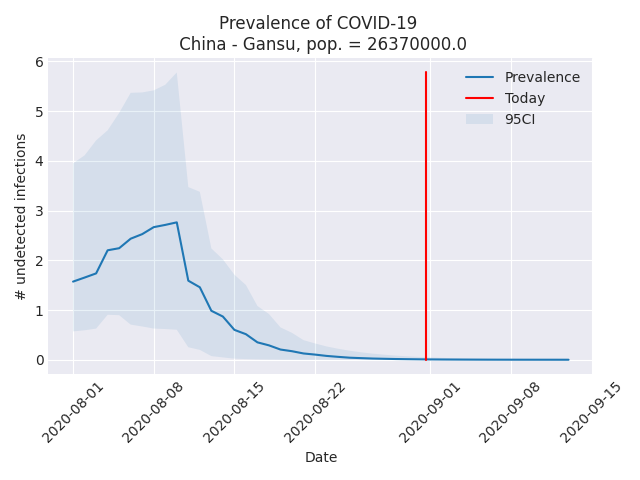 Prevalence of COVID-19
China - Gansu, pop. = 26370000.0
6
5
4
3
2
1
0
# undetected infections
Prevalence
Today
95CI
2020-08-01
2020-08-08
2020-08-15
2020-08-22
2020-09-01
2020-09-08
2020-09-15
Date